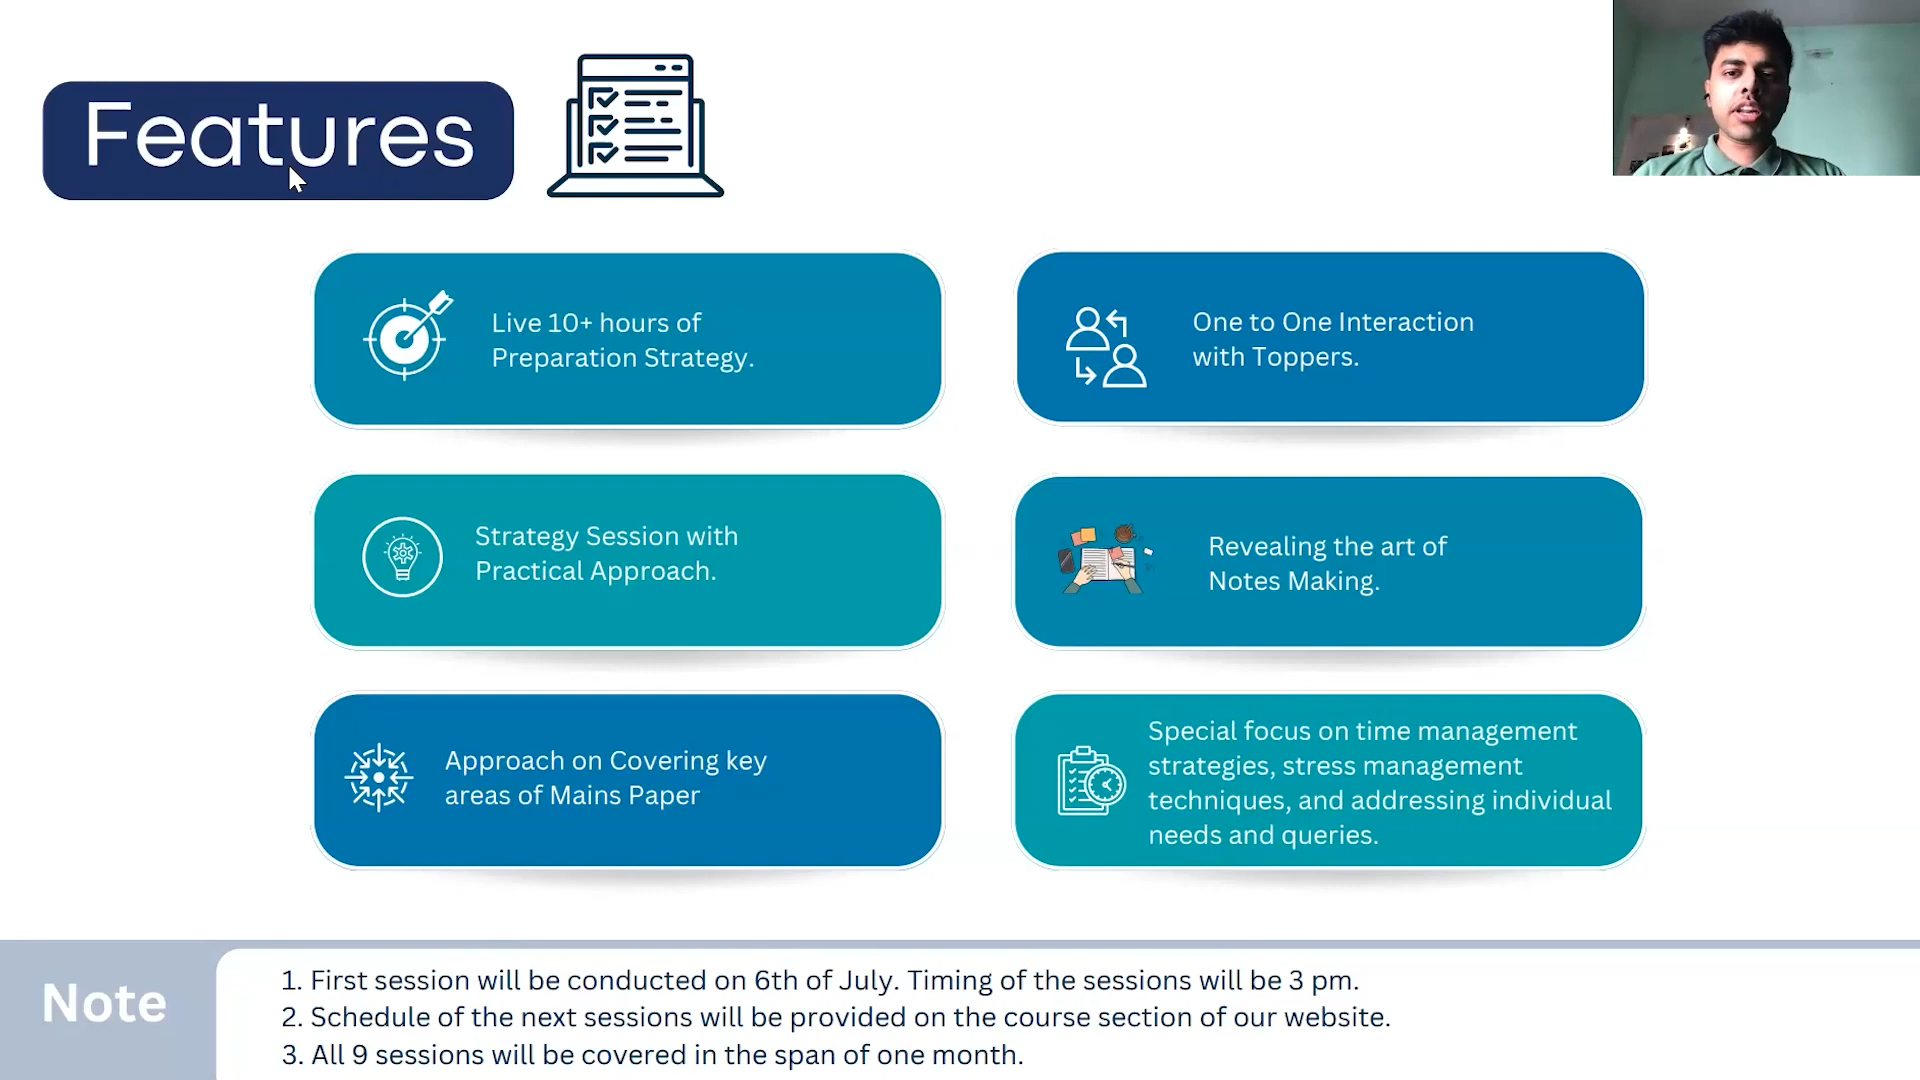 Features
Live 10+ hours of
Preparation Strategy.
One to One Interaction
with Toppers.
Strategy Session with
Practical Approach.
Revealing the art of
Notes Making.
Approach on Covering key
areas of Mains Paper
Special focus on time management
strategies, stress management
techniques, and addressing individual
needs and queries.
Note
1. First session will be conducted on 6th of July. Timing of the sessions will be 3 pm.
2. Schedule of the next sessions will be provided on the course section of our website.
3. All 9 sessions will be covered in the span of one month.